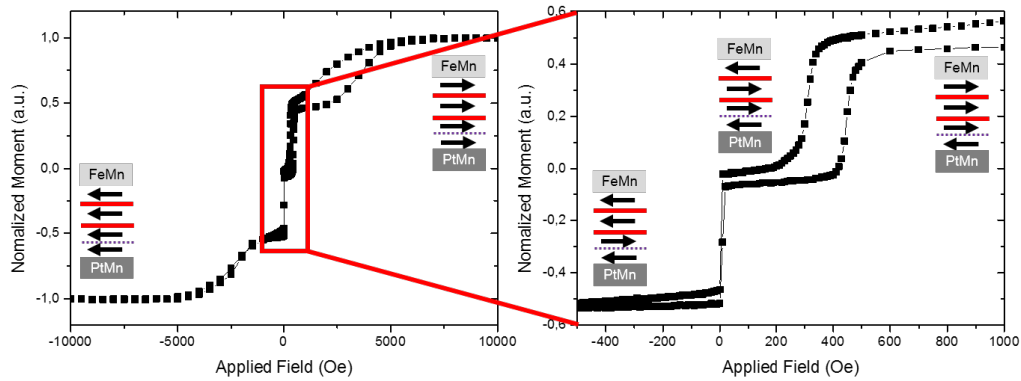 1,0
0,5
0,0
-0,5
-1,0
-10000
-5000
0
5000
10000
Normalized Moment (a.u.)
Applied Field (Oe)
FeMn
PtMn
FeMn
PtMn
0,6
0,4
0,2
0,0
-0,2
-0,4
-0,6
-400
-200
0
200
400
600
800
1000
Normalized Moment (a.u.)
Applied Field (Oe)
FeMn
PtMn
FeMn
PtMn
FeMn
PtMn